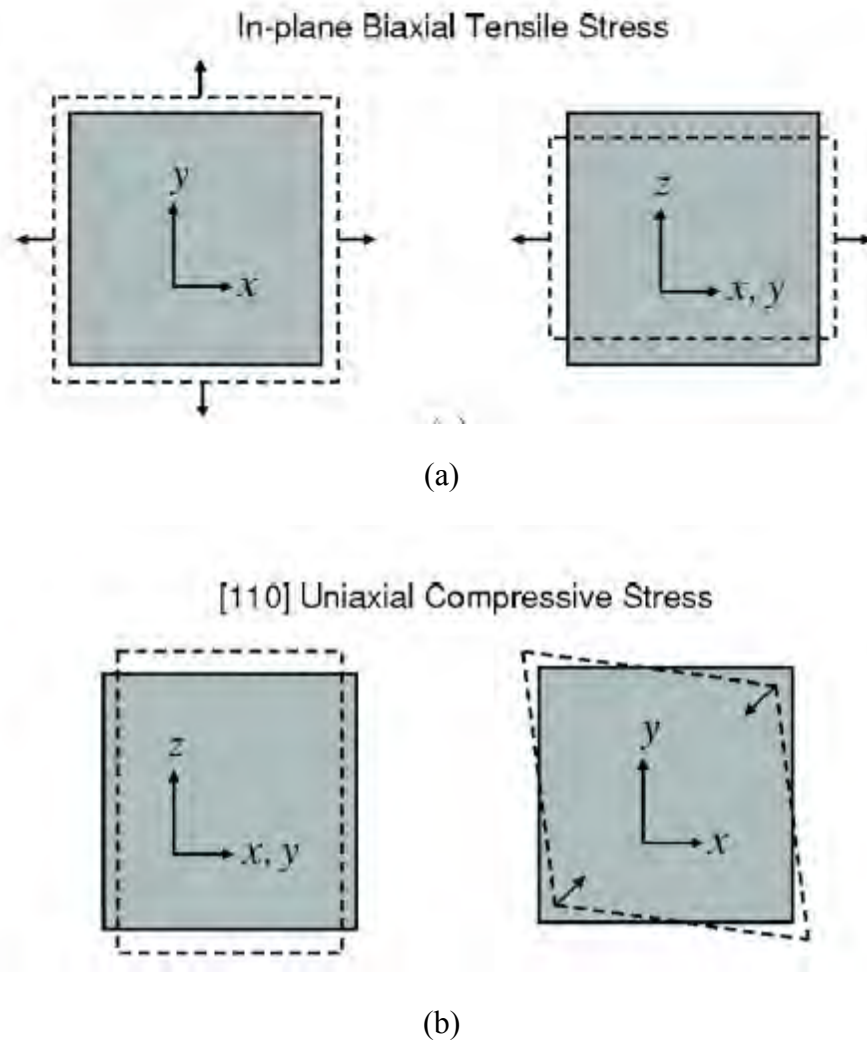 In-plane Biaxial Tensile Stress
y
x
z
x, y
(a)
[110] Uniaxial Compressive Stress
z
x, y
y
x
(b)